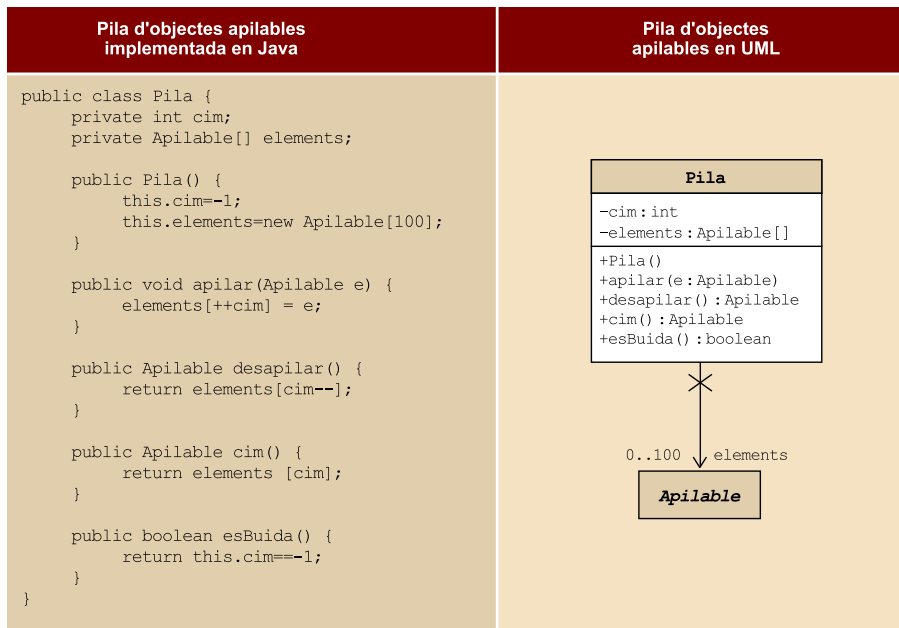 Pila d'objectes apilables
implementada en Java
public class Pila {
private int cim;
private Apilable[] elements;
public Pila() {
this.cim=-1;
this.elements=new Apilable[100];
}
public void apilar(Apilable e) {
elements[++cim] = e;
}
public Apilable desapilar() {
return elements[cim--];
}
public Apilable cim() {
return elements [cim];
}
public boolean esBuida() {
return this.cim==-1;
}
}
Pila d'objectes
apilables en UML
Pila
-cim:int
-elements:Apilable[]
+Pila()
+apilar(e:Apilable)
+desapilar():Apilable
+cim():Apilable
+esBuida():boolean
0..100 elements
Apilable